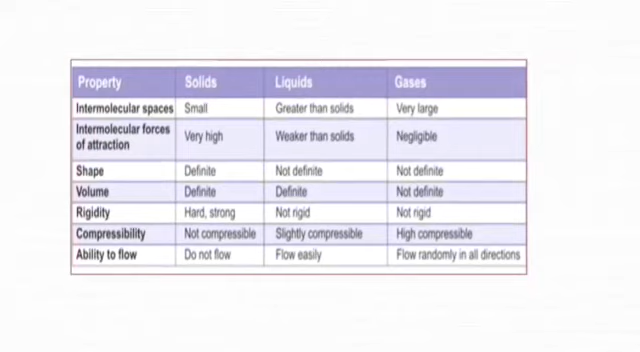 Property Solids Liquids Gases
Intermolecular spaces Small Greater than solids Very large
Intermolecular forces
of attraction Very high Weaker than solids Negligible
Shape Definite Not definite Not definite
Volume Definite Definite Not definite
Rigidity Hard, strong Not rigid Not rigid
Compressibility Not compressible Slightly compressible High compressible
Ability to flow Do not flow Flow easily Flow randomly in all directions